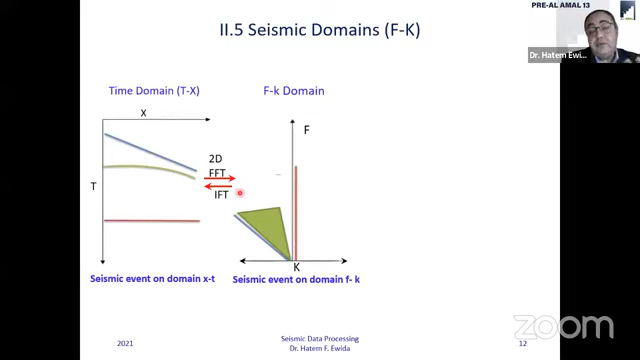 PRE-AL AMAL 13
II.5 Seismic Domains (F-K)
Dr. Hatem Ewi...
Time Domain (T-X)
F-k Domain
X
F
2D
FFT
T
IFT
K
Seismic event on domain x-t
Seismic event on domain f- k
zoom
2021
Seismic Data Processing
Dr. Hatem F. Ewida
12